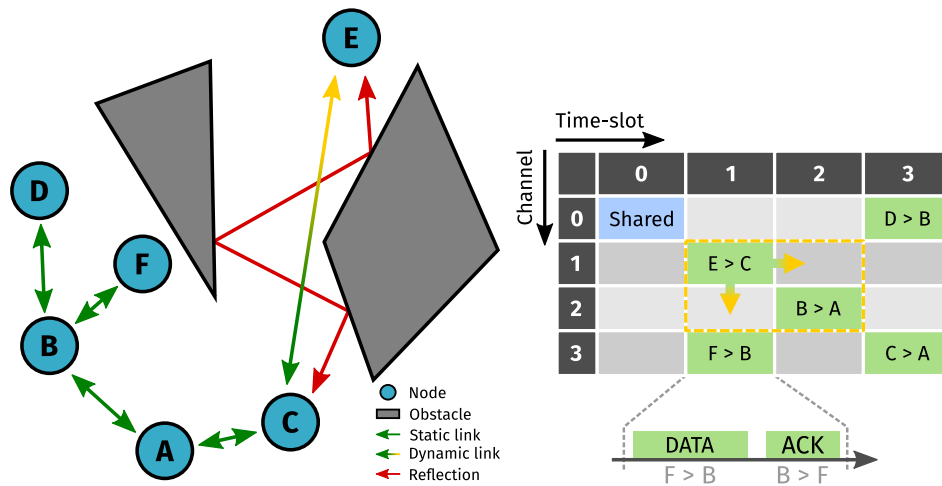 E
D
F
B
A
C
Node
Obstacle
Static link
Dynamic link
Reflection
Time-slot
Channel
0 1 2 3
0 Shared D > B
1 E > C
2 B > A
3 F > B C > A
DATA ACK
F > B B > F